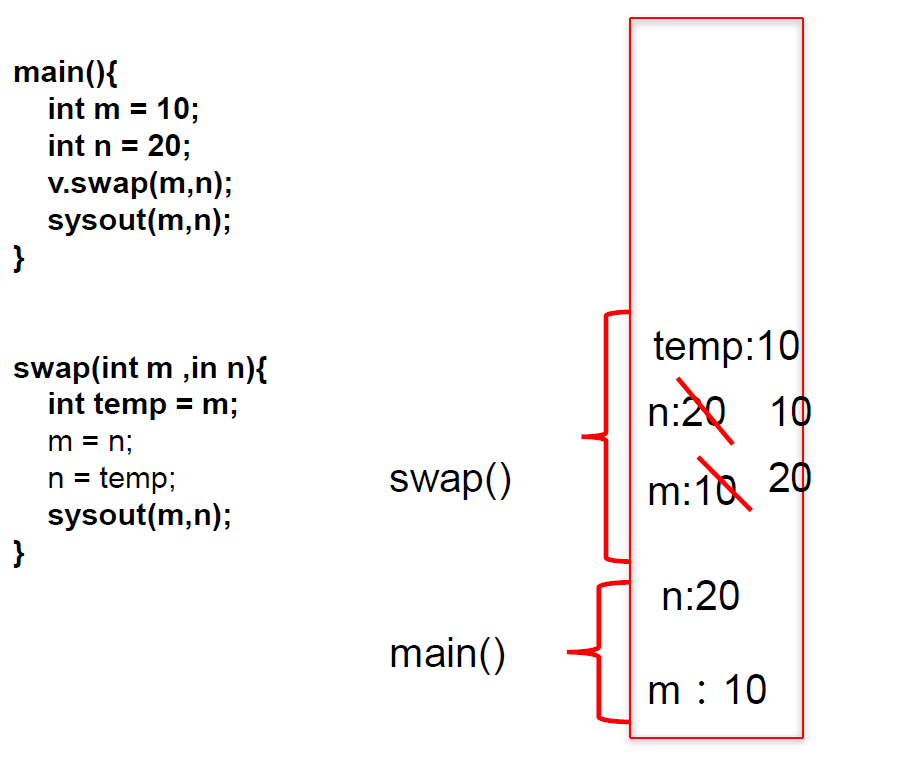 main(){
int m = 10;
int n = 20;
v.swap(m,n);
sysout(m,n);
}
swap(int m ,in n){
int temp = m;
m = n;
n = temp;
sysout(m,n);
}
swap()
main()
temp:10
n:20 10
m:10 20
n:20
m：10